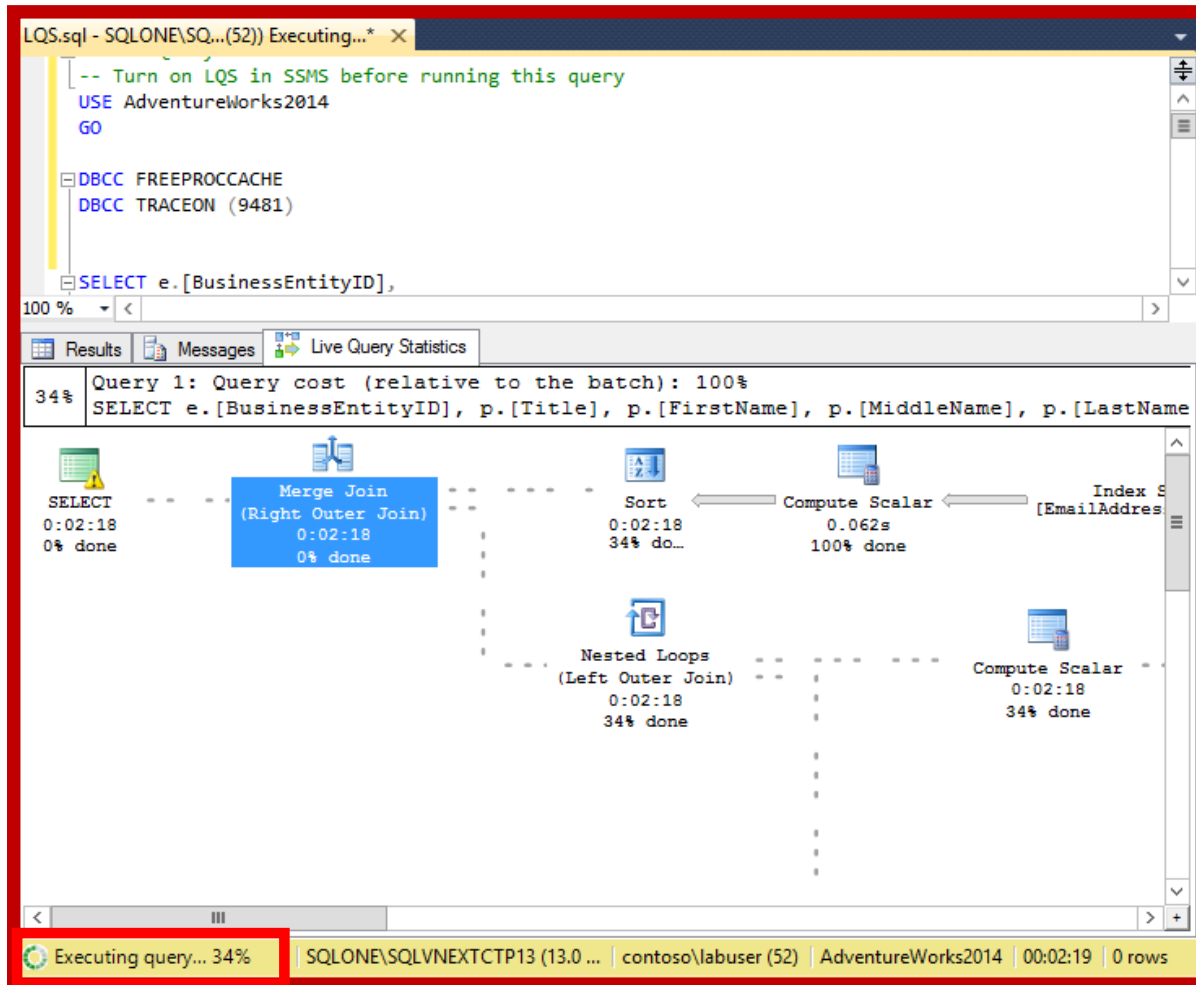 LQS.sql - SQLONE\SQ...(52)) Executing...*
-- Turn on LQS in SSMS before running this query
USE AdventureWorks2014
GO
DBCC FREEPROCCACHE
DBCC TRACEON (9481)
SELECT e.[BusinessEntityID],
100 %
Results Messages Live Query Statistics
34% Query 1: Query cost (relative to the batch): 100%
SELECT e.[BusinessEntityID], p.[Title], p.[FirstName], p.[MiddleName], p.[LastName
SELECT
0:02:18
0% done
Merge Join
(Right Outer Join)
0:02:18
0% done
Sort
0:02:18
34% do...
Compute Scalar
0.062s
100% done
Index S
[EmailAddres
Nested Loops
(Left Outer Join)
0:02:18
34% done
Compute Scalar
0:02:18
34% done
Executing query... 34% SQLONE\SQLVNEXTCTP13 (13.0 ... contoso\labuser (52) AdventureWorks2014 00:02:19 0 rows